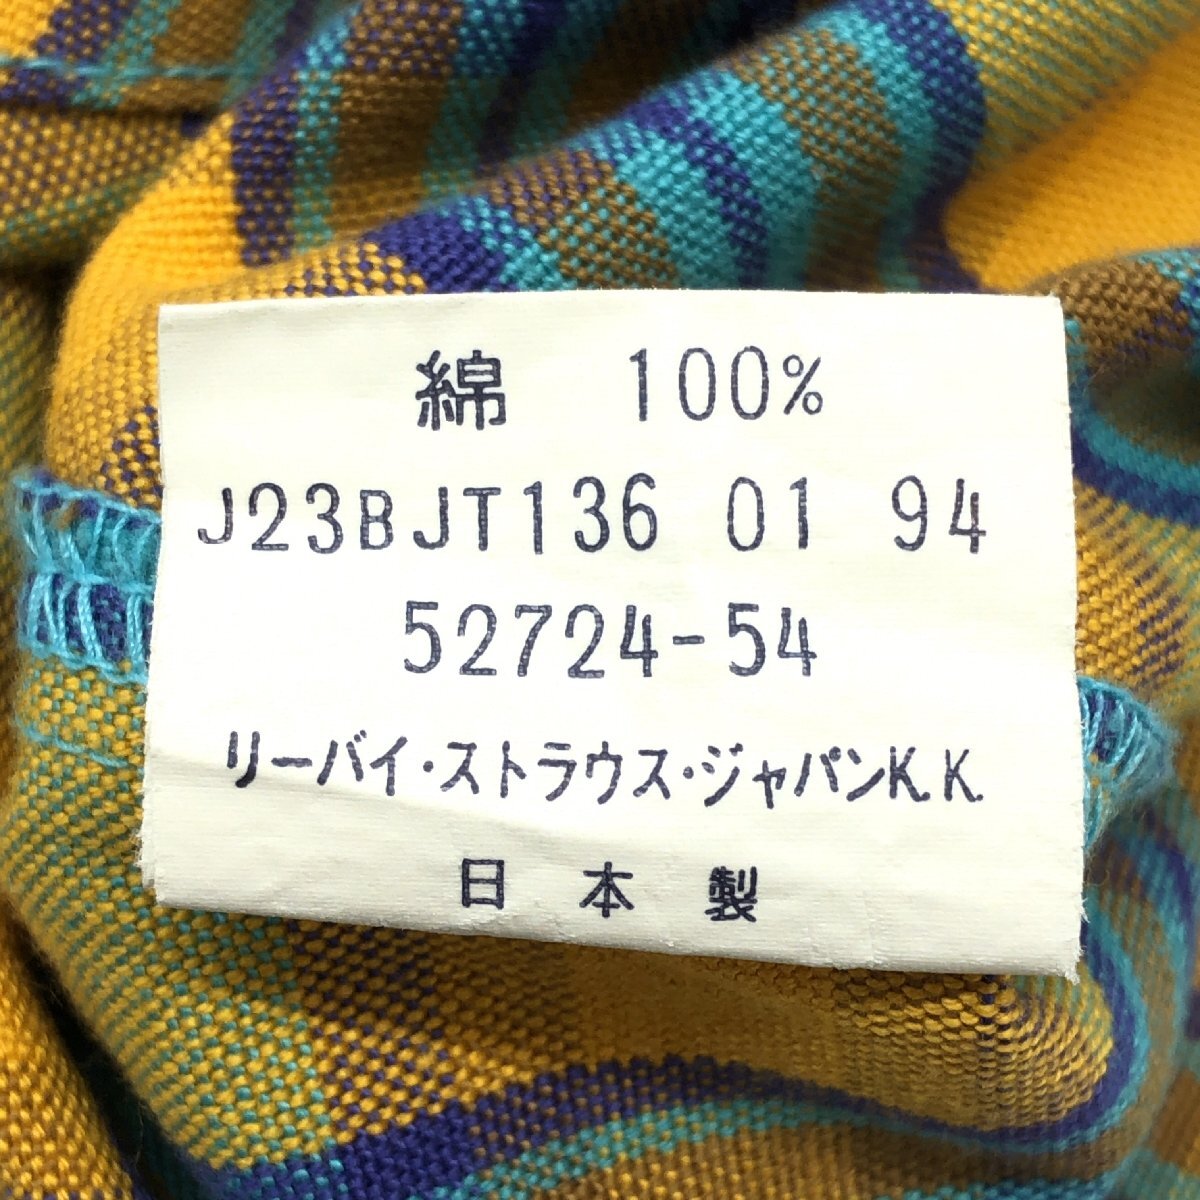 綿 100%
J23BJT136 01 94
52724-54
リーバイ・ストラウス・ジャパンK.K.
日本製